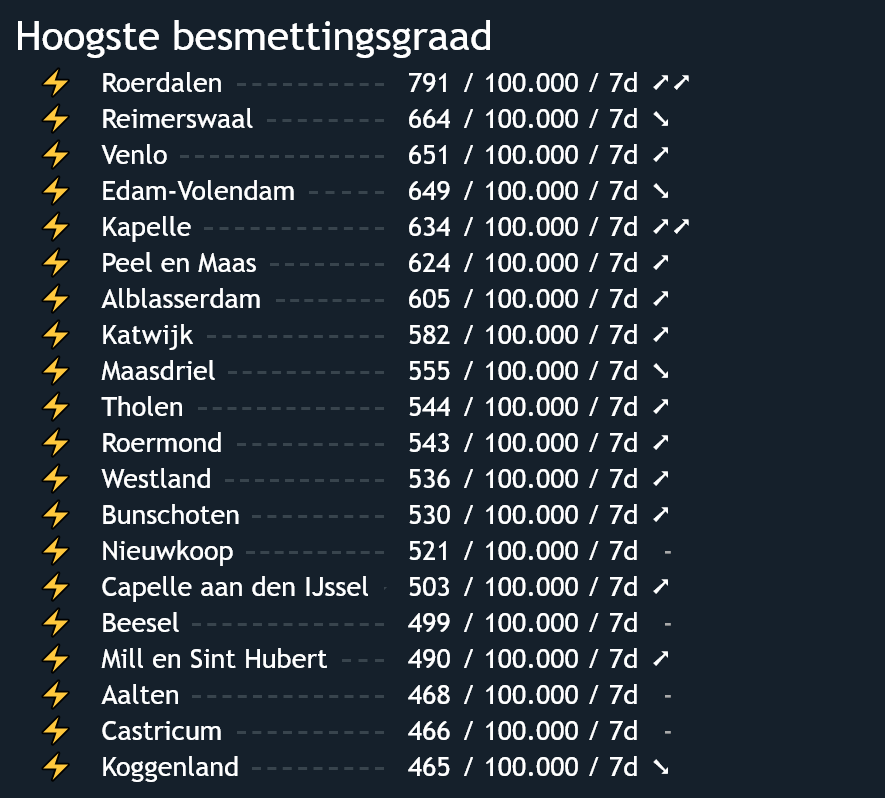 Hoogste besmettingsgraad
⚡ Roerdalen ---------- 791 / 100.000 / 7d ➚➚
⚡ Reimerswaal -------- 664 / 100.000 / 7d ➘
⚡ Venlo -------------- 651 / 100.000 / 7d ➚
⚡ Edam-Volendam ----- 649 / 100.000 / 7d ➘
⚡ Kapelle ------------ 634 / 100.000 / 7d ➚➚
⚡ Peel en Maas -------- 624 / 100.000 / 7d ➚
⚡ Alblasserdam ------- 605 / 100.000 / 7d ➚
⚡ Katwijk ------------ 582 / 100.000 / 7d ➚
⚡ Maasdriel ---------- 555 / 100.000 / 7d ➘
⚡ Tholen ------------- 544 / 100.000 / 7d ➚
⚡ Roermond ---------- 543 / 100.000 / 7d ➚
⚡ Westland ----------- 536 / 100.000 / 7d ➚
⚡ Bunschoten --------- 530 / 100.000 / 7d ➚
⚡ Nieuwkoop ---------- 521 / 100.000 / 7d -
⚡ Capelle aan den IJssel - 503 / 100.000 / 7d ➚
⚡ Beesel ------------- 499 / 100.000 / 7d -
⚡ Mill en Sint Hubert --- 490 / 100.000 / 7d ➚
⚡ Aalten ------------- 468 / 100.000 / 7d -
⚡ Castricum ---------- 466 / 100.000 / 7d -
⚡ Koggenland --------- 465 / 100.000 / 7d ➘